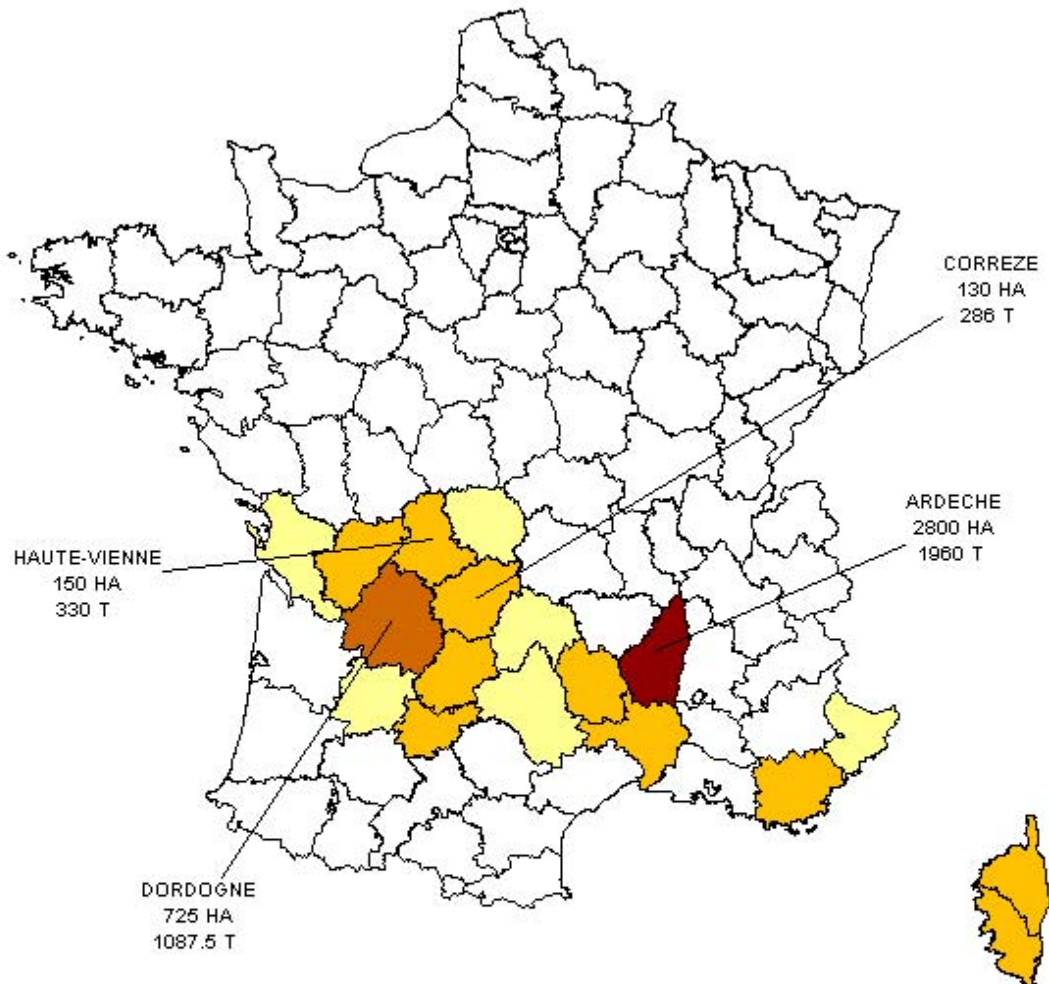 CORREZE
130 HA
286 T
ARDECHE
2800 HA
1960 T
HAUTE-VIENNE
150 HA
330 T
DORDOGNE
725 HA
1087.5 T